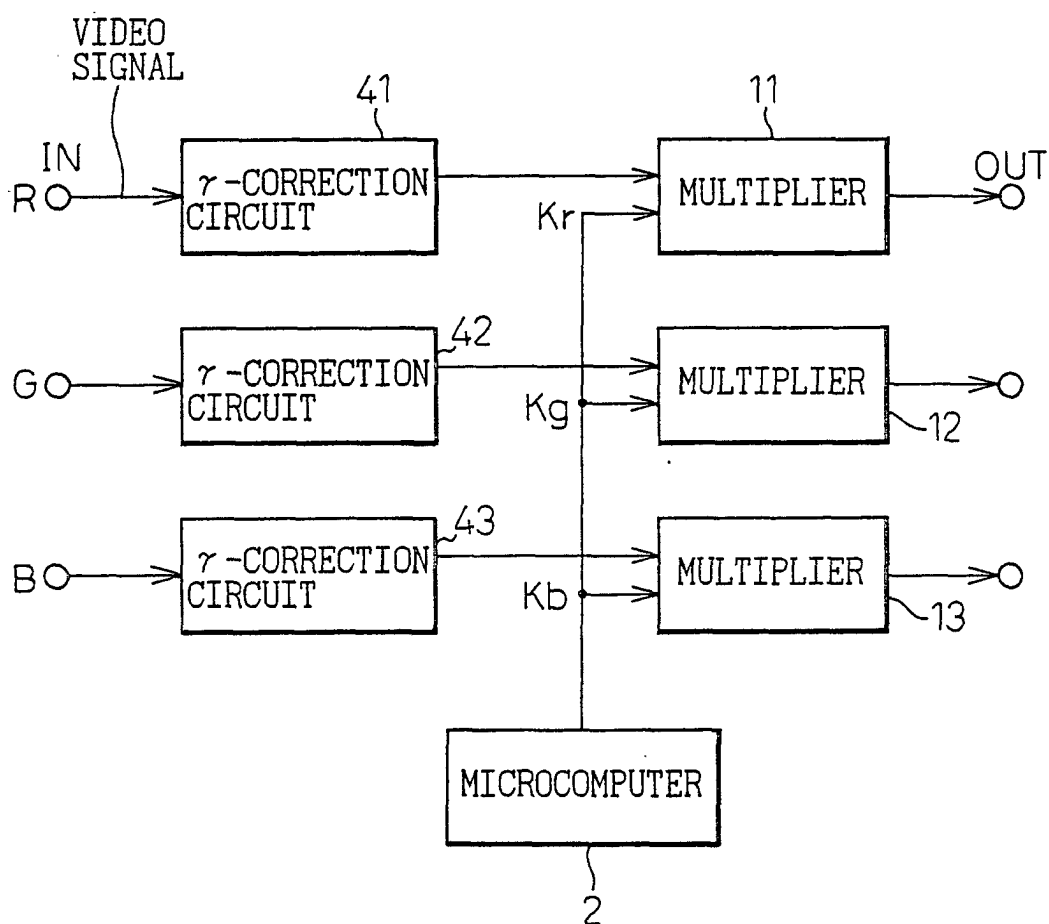 VIDEO
SIGNAL
41
11
IN
OUT
R
γ-CORRECTION
CIRCUIT
MULTIPLIER
Kr
42
G
γ-CORRECTION
CIRCUIT
MULTIPLIER
Kg
12
43
B
γ-CORRECTION
CIRCUIT
MULTIPLIER
Kb
13
MICROCOMPUTER
2